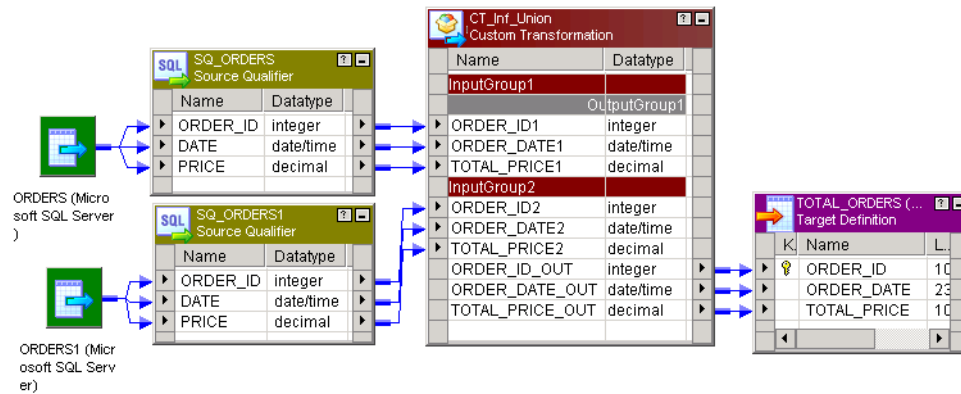 ORDERS (Micro
soft SQL Server
)
ORDERS1 (Micr
osoft SQL Serv
er)
SQL SQ_ORDERS ?
Source Qualifier
Name Datatype
ORDER_ID integer
DATE date/time
PRICE decimal
SQL SQ_ORDERS1 ?
Source Qualifier
Name Datatype
ORDER_ID integer
DATE date/time
PRICE decimal
CT_Inf_Union ?
Custom Transformation
Name Datatype
InputGroup1
OutputGroup1
ORDER_ID1 integer
ORDER_DATE1 date/time
TOTAL_PRICE1 decimal
InputGroup2
ORDER_ID2 integer
ORDER_DATE2 date/time
TOTAL_PRICE2 decimal
ORDER_ID_OUT integer
ORDER_DATE_OUT date/time
TOTAL_PRICE_OUT decimal
TOTAL_ORDERS (... ?
Target Definition
K. Name L..
ORDER_ID 10
ORDER_DATE 23
TOTAL_PRICE 10